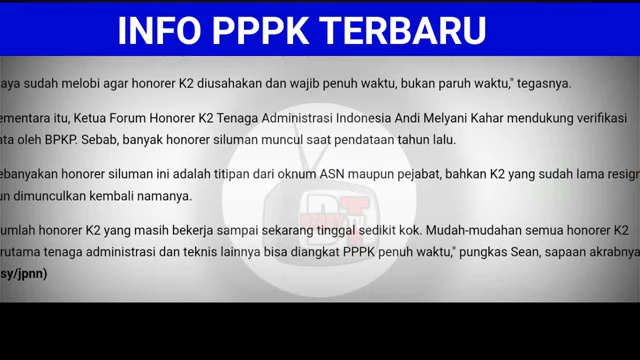 INFO PPPK TERBARU
aya sudah melobi agar honorer K2 diusahakan dan wajib penuh waktu, bukan paruh waktu," tegasnya.
ementara itu, Ketua Forum Honorer K2 Tenaga Administrasi Indonesia Andi Melyani Kahar mendukung verifikasi
ata oleh BPKP. Sebab, banyak honorer siluman muncul saat pendataan tahun lalu.
ebanyakan honorer siluman ini adalah titipan dari oknum ASN maupun pejabat, bahkan K2 yang sudah lama resign
un dimunculkan kembali namanya.
umlah honorer K2 yang masih bekerja sampai sekarang tinggal sedikit kok. Mudah-mudahan semua honorer K2
rutama tenaga administrasi dan teknis lainnya bisa diangkat PPPK penuh waktu," pungkas Sean, sapaan akrabnya
sy/jpnn)